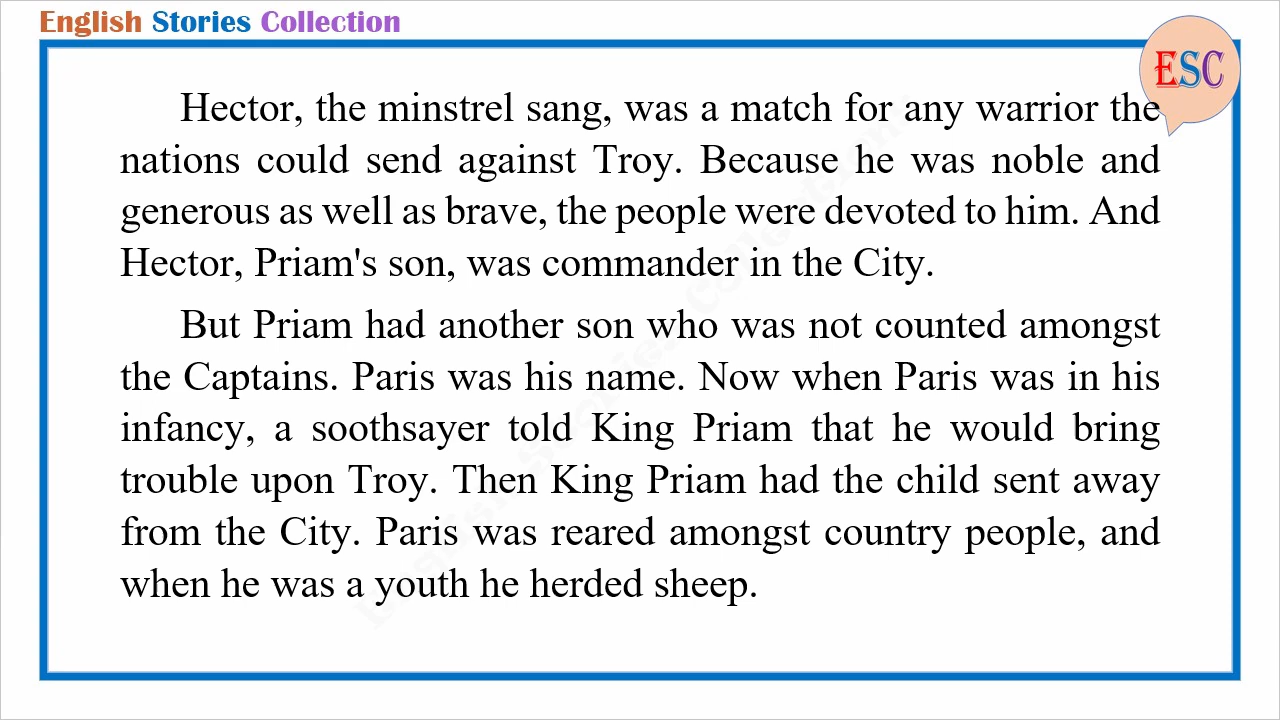 English Stories Collection
ESC
Hector, the minstrel sang, was a match for any warrior the
nations could send against Troy. Because he was noble and
generous as well as brave, the people were devoted to him. And
Hector, Priam's son, was commander in the City.
But Priam had another son who was not counted amongst
the Captains. Paris was his name. Now when Paris was in his
infancy, a soothsayer told King Priam that he would bring
trouble upon Troy. Then King Priam had the child sent away
from the City. Paris was reared amongst country people, and
when he was a youth he herded sheep.
English Stories Collection